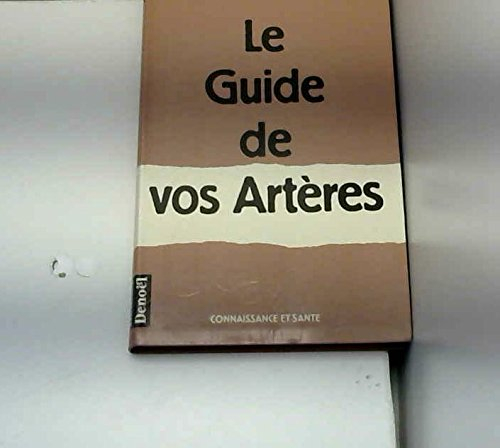 Le
Guide
de
vos Artères
Denoël
CONNAISSANCE ET SANTE